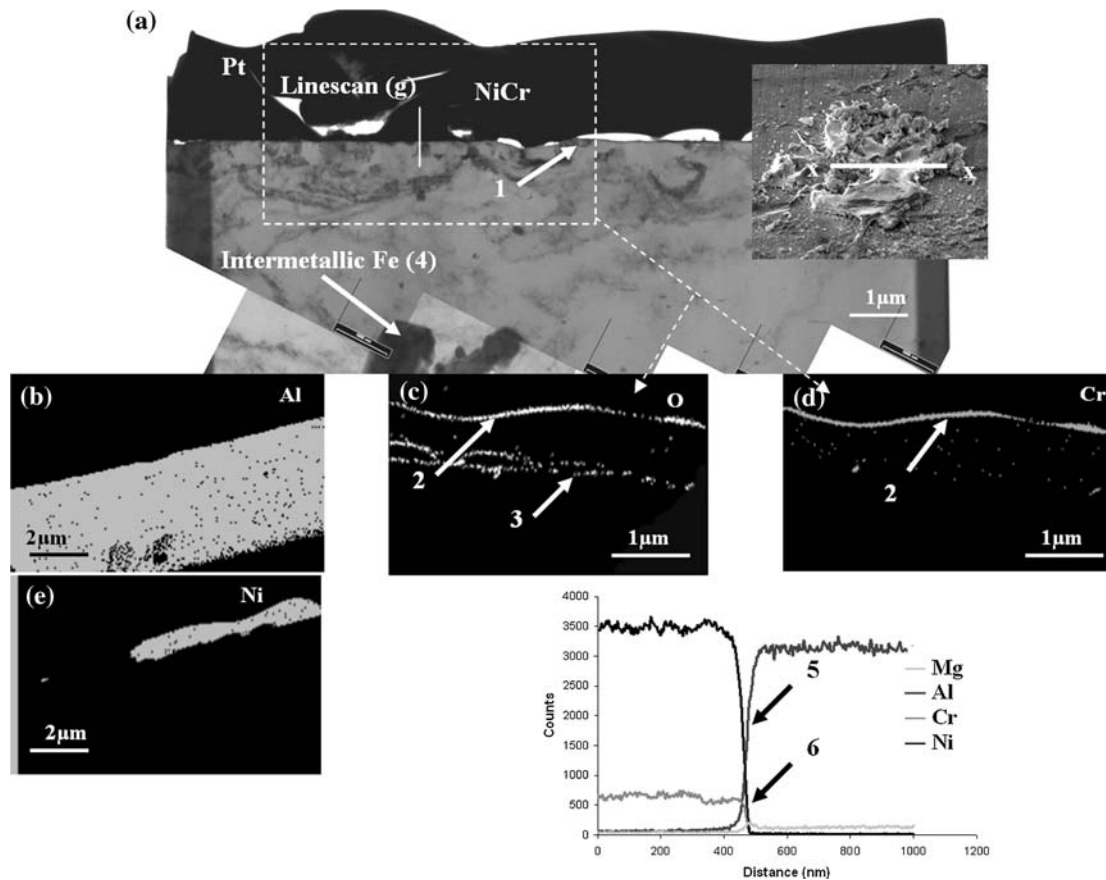 (a)
Pt
Linescan (g)
NiCr
1
x x
Intermetallic Fe (4)
1µm
(b) Al
2µm
(c) O
2
3
1µm
(d) Cr
2
1µm
(e) Ni
2µm
4000
3500
3000
2500
2000
1500
1000
500
0
Counts
5
6
Mg
Al
Cr
Ni
0 200 400 600 800 1000 1200
Distance (nm)